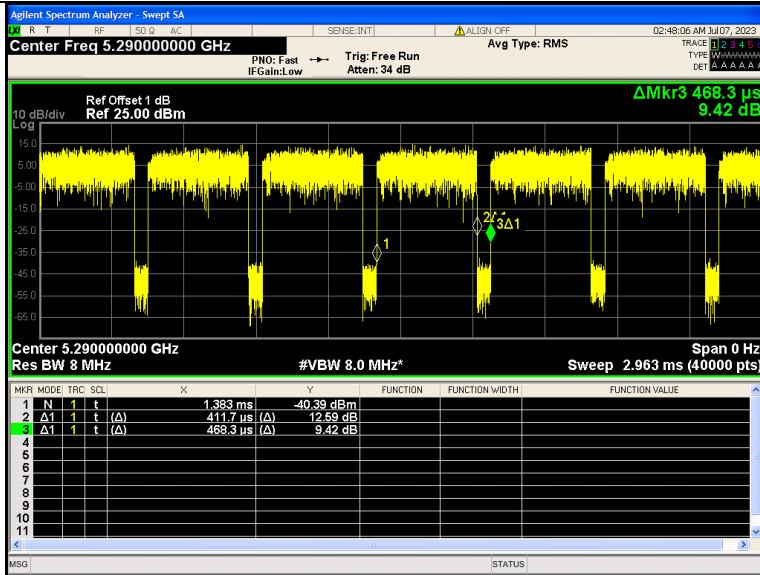 Agilent Spectrum Analyzer - Swept SA
LXI R T RF 50 Ω AC SENSE:INT ALIGN OFF 02:48:06 AM Jul 07, 2023
Center Freq 5.290000000 GHz Avg Type: RMS TRACE 1 2 3 4 5 6
PNO: Fast Trig: Free Run TYPE W
IFGain:Low Atten: 34 dB DET A A A A A
ΔMkr3 468.3 µs
9.42 dB
Ref Offset 1 dB
10 dB/div Ref 25.00 dBm
Log
15.0
5.00
-5.00
-15.0
-25.0
-35.0
-45.0
-55.0
-65.0
1
3Δ1
Center 5.290000000 GHz Span 0 Hz
Res BW 8 MHz #VBW 8.0 MHz* Sweep 2.963 ms (40000 pts)
MKR MODE TRC SCL X Y FUNCTION FUNCTION WIDTH FUNCTION VALUE
1 N 1 t 1.383 ms -40.39 dBm
2 Δ1 1 t (Δ) 411.7 µs (Δ) 12.59 dB
3 Δ1 1 t (Δ) 468.3 µs (Δ) 9.42 dB
4
5
6
7
8
9
10
11
MSG STATUS